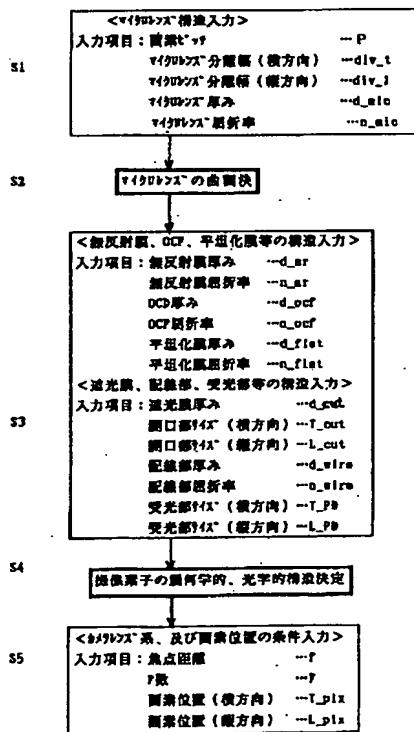 S1
<マイクロレンズ構造入力>
入力項目：画素ピッチ …P
マイクロレンズ分離幅（横方向） …div_t
マイクロレンズ分離幅（縦方向） …div_l
マイクロレンズ厚み …d_mic
マイクロレンズ屈折率 …n_mic
S2
マイクロレンズの曲面決
S3
<無反射膜、OCF、平坦化膜等の構造入力>
入力項目：無反射膜厚み …d_ar
無反射膜屈折率 …n_ar
OCD厚み …d_ocf
OCF屈折率 …n_ocf
平坦化膜厚み …d_flat
平坦化膜屈折率 …n_flat
<遮光膜、配線部、受光部等の構造入力>
入力項目：遮光膜厚み …d_cut
開口部サイズ（横方向） …T_cut
開口部サイズ（縦方向） …L_cut
配線部厚み …d_wire
配線部屈折率 …n_wire
受光部サイズ（横方向） …T_PD
受光部サイズ（縦方向） …L_PD
S4
撮像素子の幾何学的、光学的構造決定
S5
<カメラレンズ系、及び画素位置の条件入力>
入力項目：焦点距離 …f
F数 …F
画素位置（横方向） …T_pix
画素位置（縦方向） …L_pix